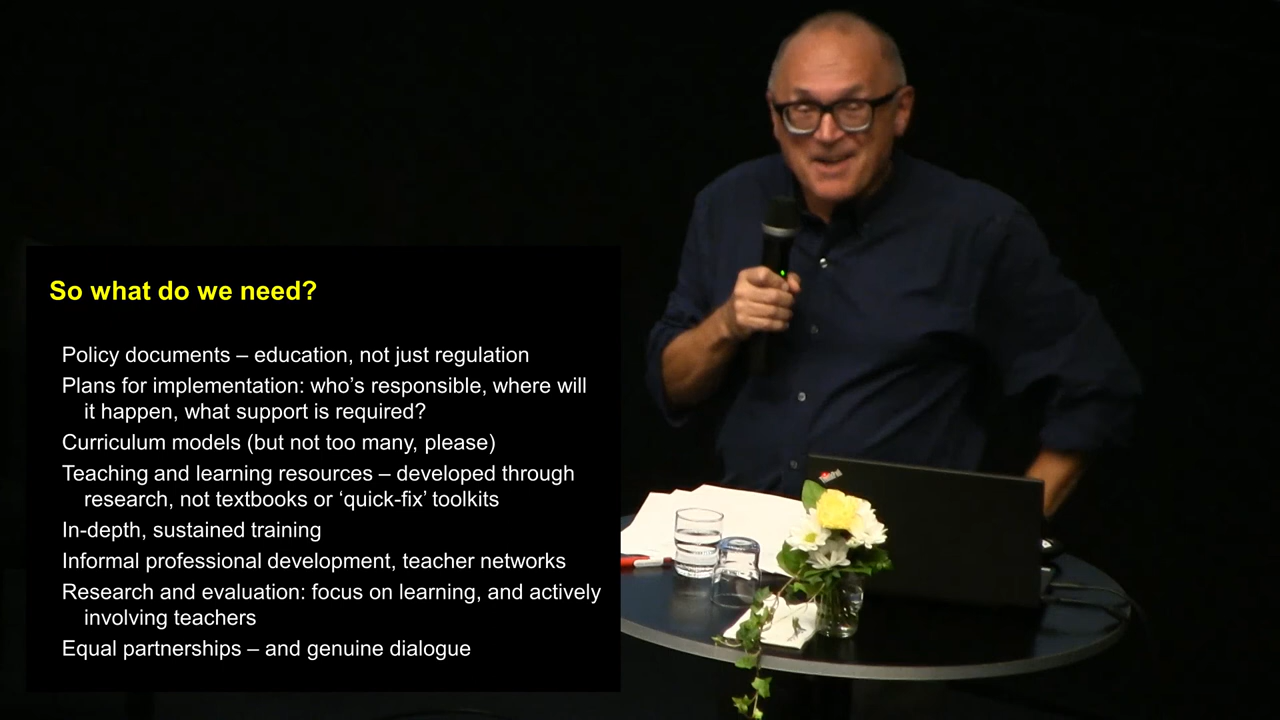 So what do we need?
Policy documents – education, not just regulation
Plans for implementation: who’s responsible, where will
it happen, what support is required?
Curriculum models (but not too many, please)
Teaching and learning resources – developed through
research, not textbooks or ‘quick-fix’ toolkits
In-depth, sustained training
Informal professional development, teacher networks
Research and evaluation: focus on learning, and actively
involving teachers
Equal partnerships – and genuine dialogue